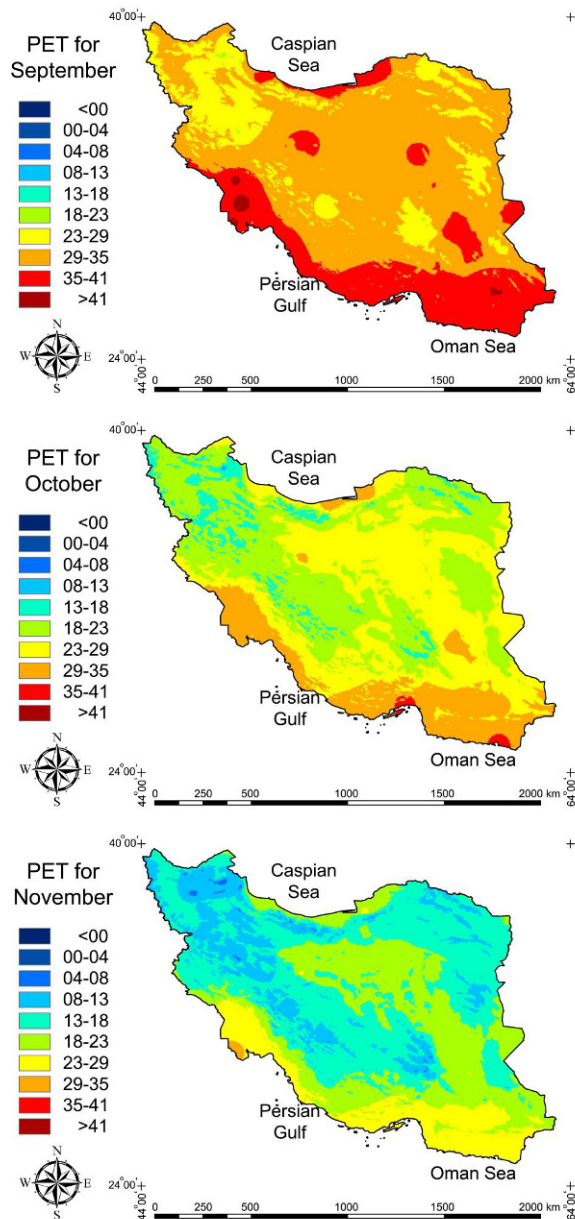 PET for
September
<00
00-04
04-08
08-13
13-18
18-23
23-29
29-35
35-41
>41
N
W E
S
40°00'
Caspian
Sea
Persian
Gulf
Oman Sea
24°00'
44°00'
0 250 500 1000 1500 2000 km
64°00'
PET for
October
<00
00-04
04-08
08-13
13-18
18-23
23-29
29-35
35-41
>41
N
W E
S
40°00'
Caspian
Sea
Persian
Gulf
Oman Sea
24°00'
44°00'
0 250 500 1000 1500 2000 km
64°00'
PET for
November
<00
00-04
04-08
08-13
13-18
18-23
23-29
29-35
35-41
>41
N
W E
S
40°00'
Caspian
Sea
Persian
Gulf
Oman Sea
24°00'
44°00'
0 250 500 1000 1500 2000 km
64°00'